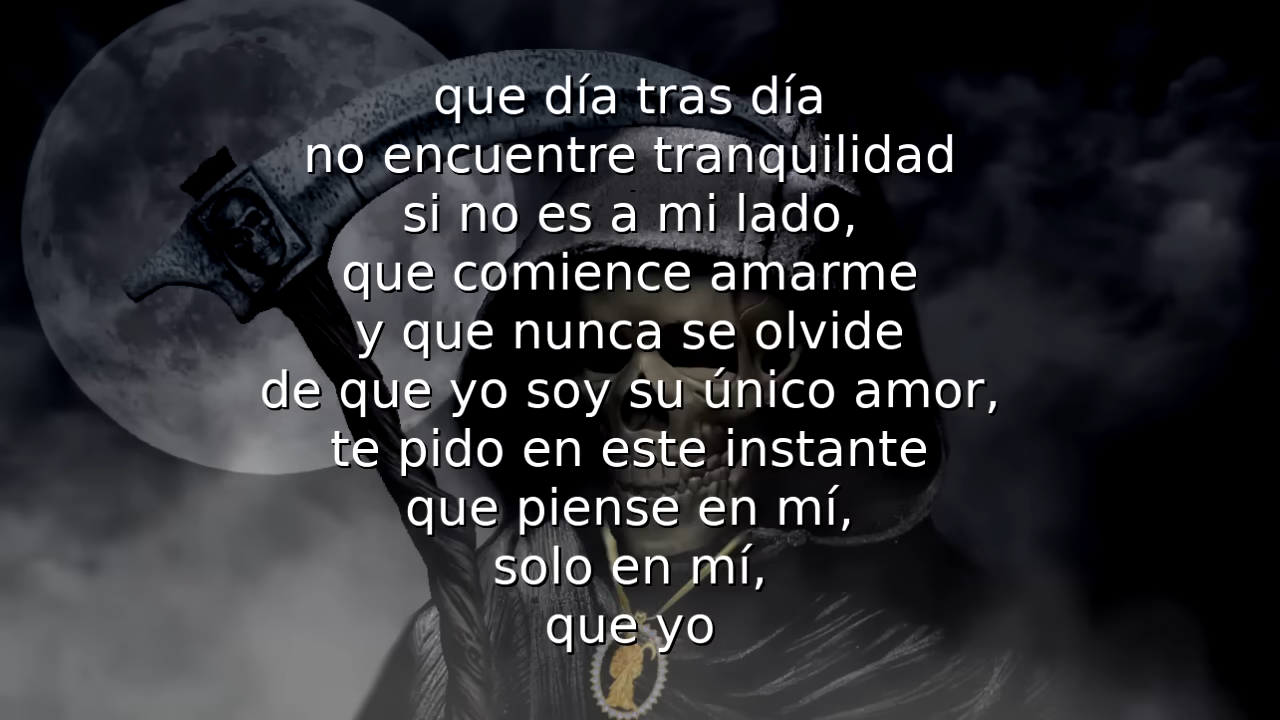 que día tras día
no encuentre tranquilidad
si no es a mi lado,
que comience amarme
y que nunca se olvide
de que yo soy su único amor,
te pido en este instante
que piense en mí,
solo en mí,
que yo